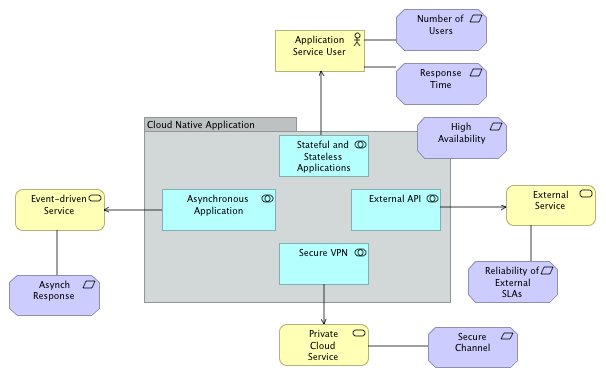 Number of
Users
Application
Service User
Response
Time
Cloud Native Application
High
Availability
Stateful and
Stateless
Applications
Event-driven
Service
Asynchronous
Application
External API
External
Service
Secure VPN
Asynch
Response
Reliability of
External
SLAs
Private
Cloud
Service
Secure
Channel